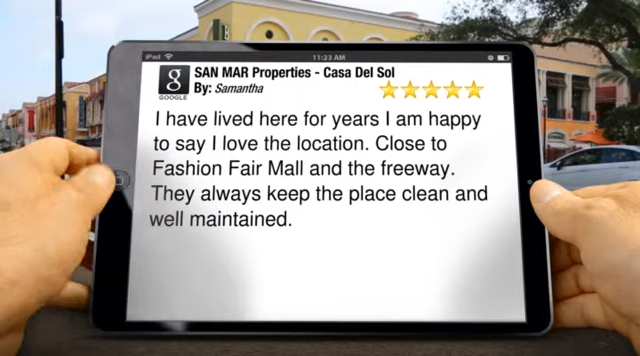 iPad
11:23 AM
g
GOOGLE
SAN MAR Properties - Casa Del Sol
By: Samantha
I have lived here for years I am happy
to say I love the location. Close to
Fashion Fair Mall and the freeway.
They always keep the place clean and
well maintained.